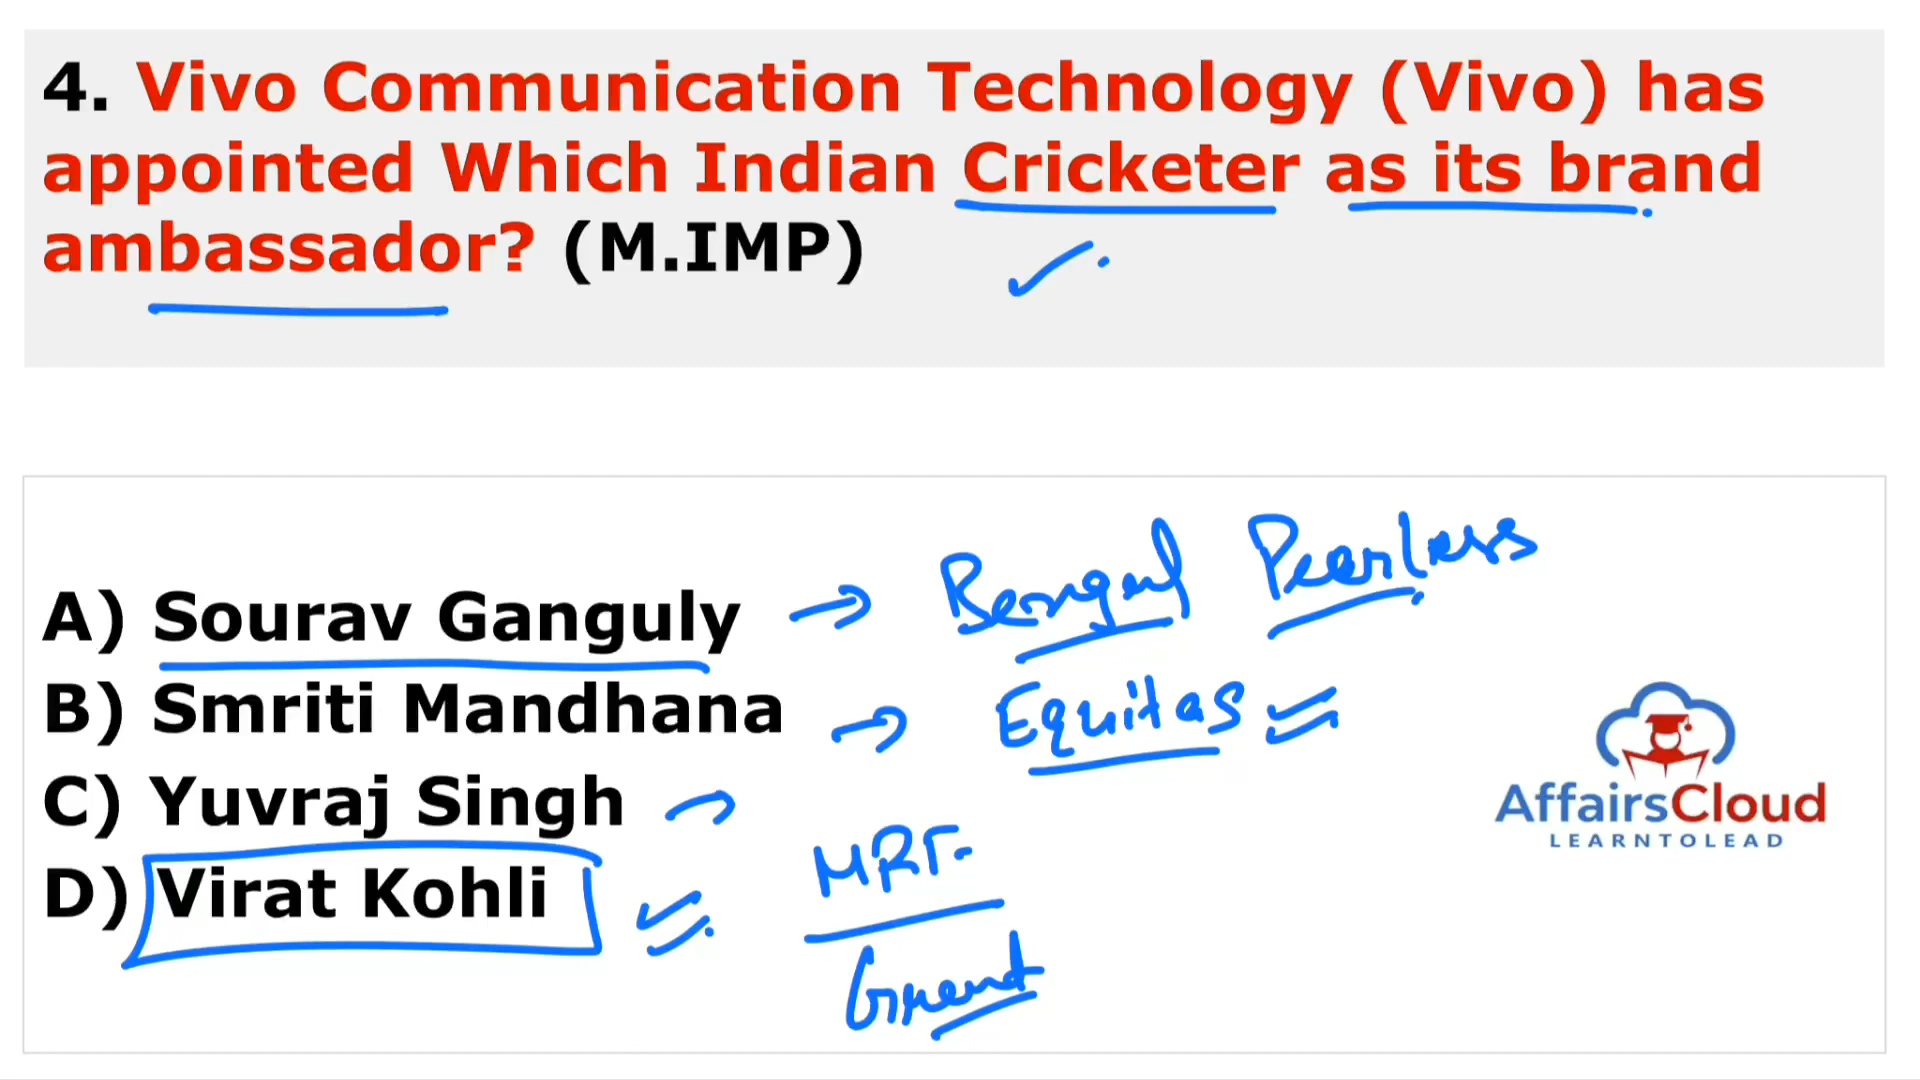 4. Vivo Communication Technology (Vivo) has
appointed Which Indian Cricketer as its brand
ambassador? (M.IMP)
A) Sourav Ganguly → Bengal Peerless
B) Smriti Mandhana → Equitas
C) Yuvraj Singh
D) Virat Kohli
MRF
AffairsCloud
LEARNTOLEAD